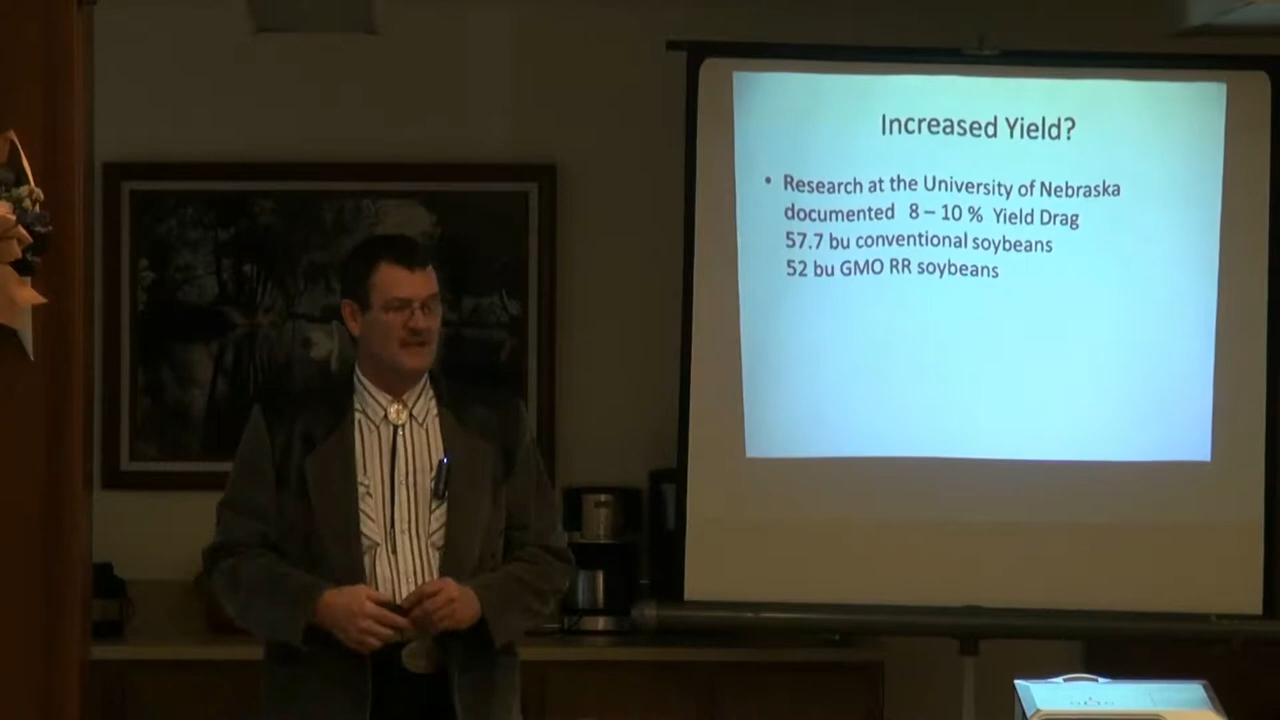 Increased Yield?
• Research at the University of Nebraska
documented 8 – 10 % Yield Drag
57.7 bu conventional soybeans
52 bu GMO RR soybeans